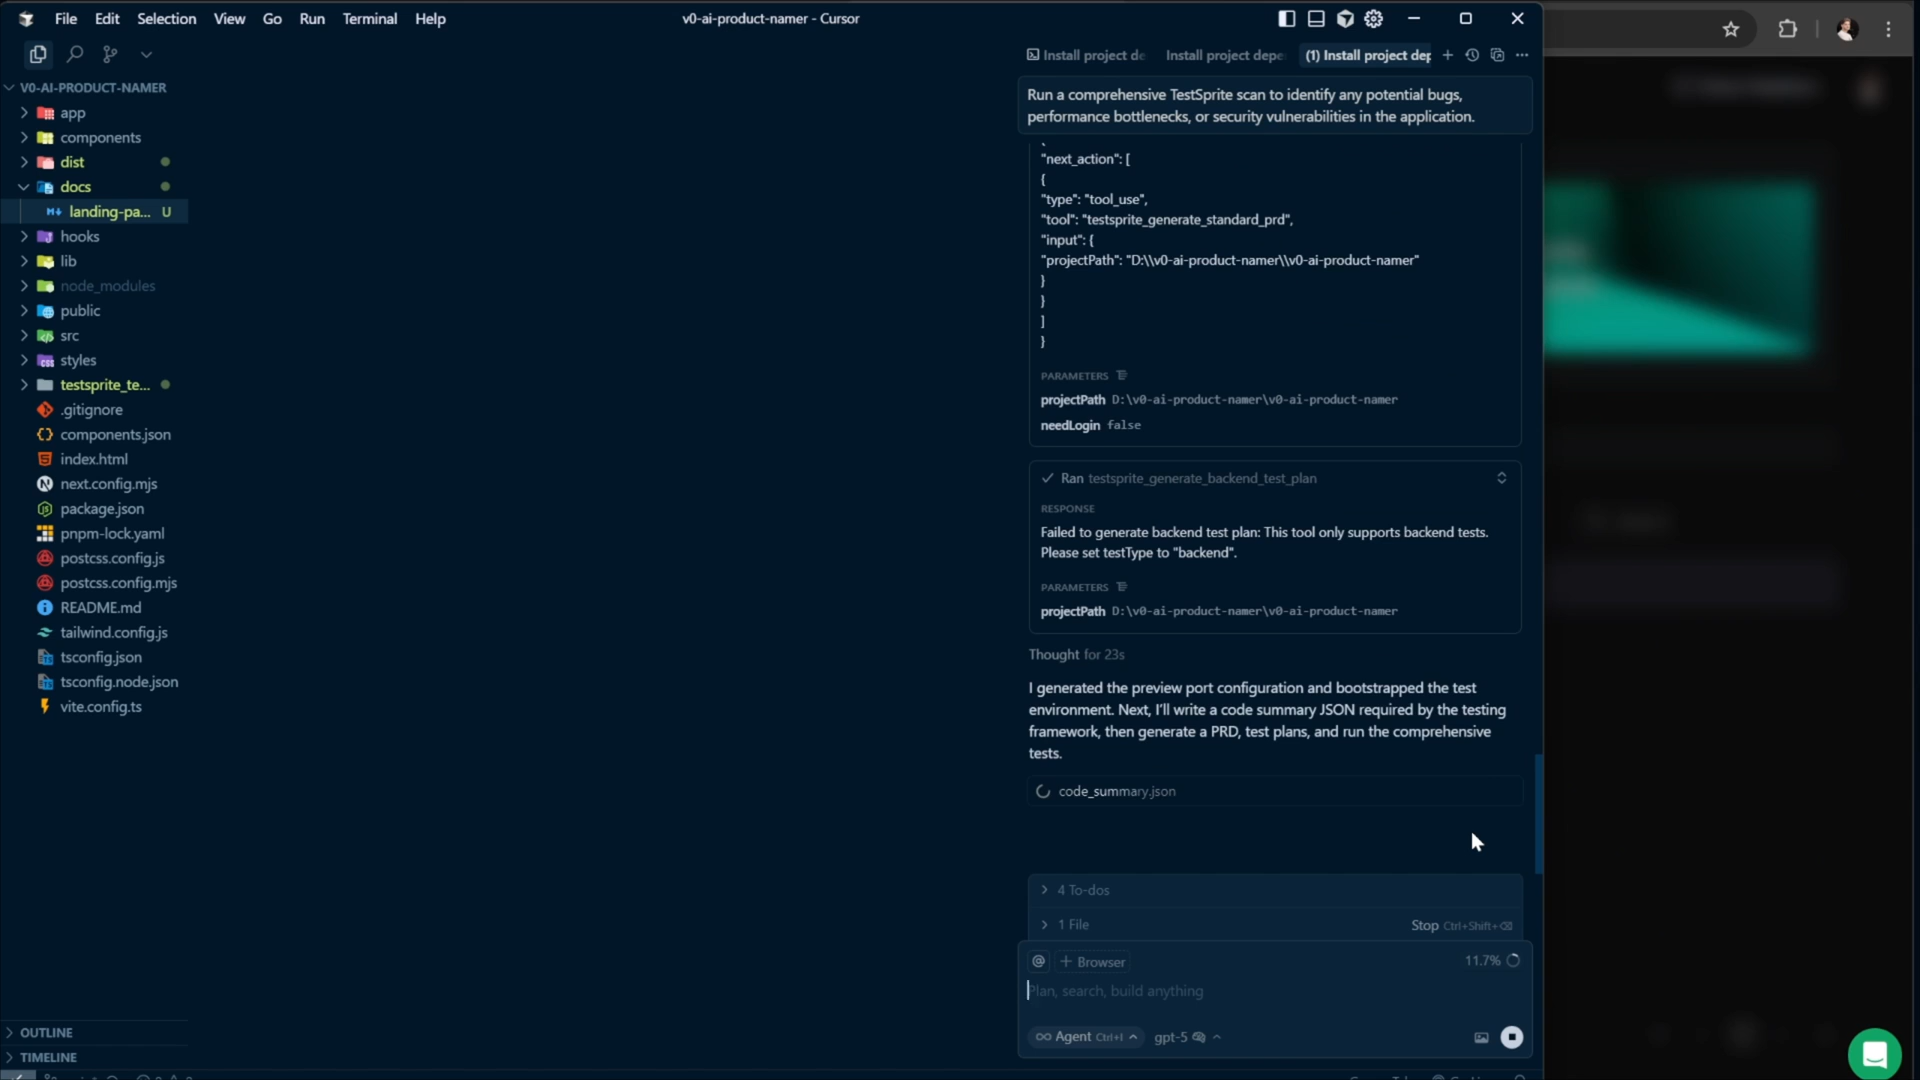 File Edit Selection View Go Run Terminal Help
v0-ai-product-namer - Cursor
Install project de
Install project depe
(1) Install project dep
V0-AI-PRODUCT-NAMER
app
components
dist
docs
landing-pa... U
hooks
lib
node_modules
public
src
styles
testsprite_te...
.gitignore
components.json
index.html
next.config.mjs
package.json
pnpm-lock.yaml
postcss.config.js
postcss.config.mjs
README.md
tailwind.config.js
tsconfig.json
tsconfig.node.json
vite.config.ts
OUTLINE
TIMELINE
Run a comprehensive TestSprite scan to identify any potential bugs,
performance bottlenecks, or security vulnerabilities in the application.
"next_action": [
{
"type": "tool_use",
"tool": "testsprite_generate_standard_prd",
"input": {
"projectPath": "D:\\v0-ai-product-namer\\v0-ai-product-namer"
}
}
]
}
PARAMETERS
projectPath D:\v0-ai-product-namer\v0-ai-product-namer
needLogin false
Ran testsprite_generate_backend_test_plan
RESPONSE
Failed to generate backend test plan: This tool only supports backend tests.
Please set testType to "backend".
PARAMETERS
projectPath D:\v0-ai-product-namer\v0-ai-product-namer
Thought for 23s
I generated the preview port configuration and bootstrapped the test
environment. Next, I'll write a code summary JSON required by the testing
framework, then generate a PRD, test plans, and run the comprehensive
tests.
code_summary.json
4 To-dos
1 File
Stop Ctrl+Shift+⌫
@ + Browser
11.7%
Plan, search, build anything
Agent Ctrl+I
gpt-5